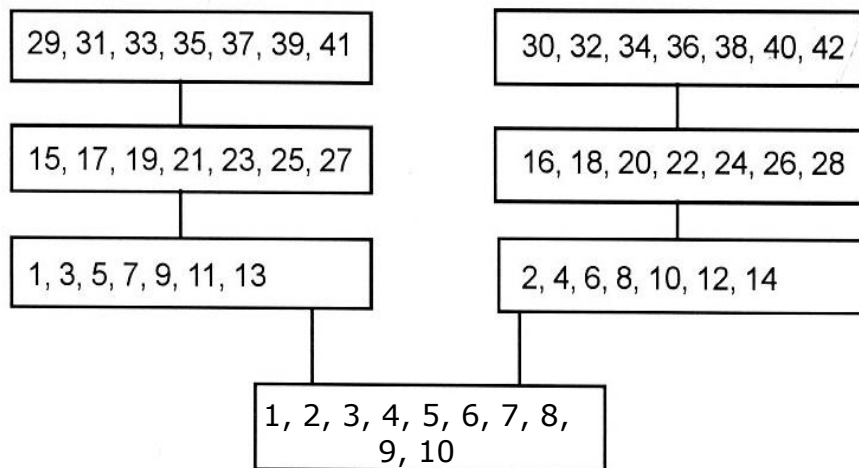 29, 31, 33, 35, 37, 39, 41
30, 32, 34, 36, 38, 40, 42
15, 17, 19, 21, 23, 25, 27
16, 18, 20, 22, 24, 26, 28
1, 3, 5, 7, 9, 11, 13
2, 4, 6, 8, 10, 12, 14
1, 2, 3, 4, 5, 6, 7, 8,
9, 10